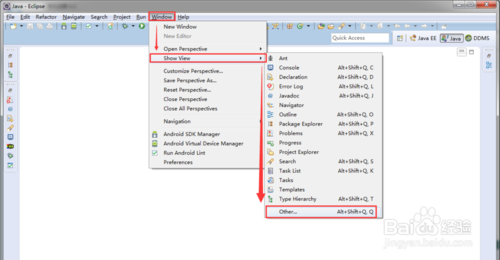 Java - Eclipse
File Edit Refactor Navigate Search Project Run Window Help
Quick Access
Java EE
Java
DDMS
New Window
New Editor
Open Perspective
Show View
Customize Perspective...
Save Perspective As...
Reset Perspective...
Close Perspective
Close All Perspectives
Navigation
Android SDK Manager
Android Virtual Device Manager
Run Android Lint
Preferences
Ant
Console Alt+Shift+Q, C
Declaration Alt+Shift+Q, D
Error Log Alt+Shift+Q, L
Javadoc Alt+Shift+Q, J
Navigator
Outline Alt+Shift+Q, O
Package Explorer Alt+Shift+Q, P
Problems Alt+Shift+Q, X
Progress
Project Explorer
Search Alt+Shift+Q, S
Task List Alt+Shift+Q, K
Tasks
Templates
Type Hierarchy Alt+Shift+Q, T
Other... Alt+Shift+Q, Q
Baidu 经验
jingyan.baidu.com